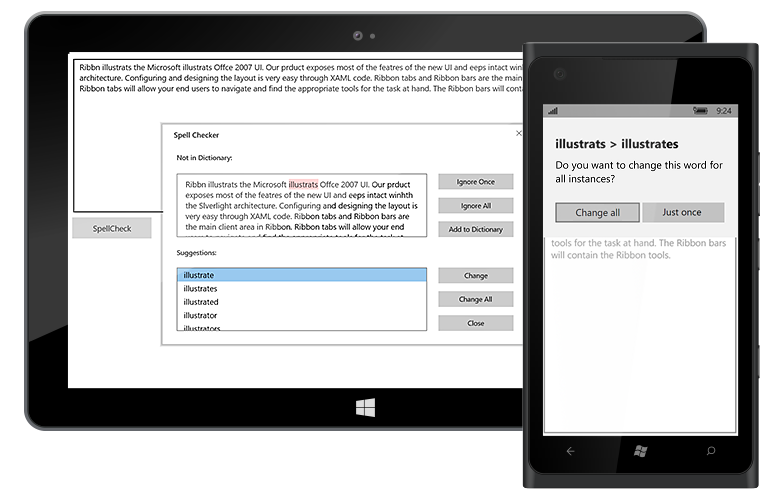 Ribbn illustrats the Microsoft illustrats Offce 2007 UI. Our prduct exposes most of the featres of the new UI and eeps intact winhth
architecture. Configuring and designing the layout is very easy through XAML code. Ribbon tabs and Ribbon bars are the main
Ribbon tabs will allow your end users to navigate and find the appropriate tools for the task at hand. The Ribbon bars will cont
SpellCheck
Spell Checker
Not in Dictionary:
Ribbn illustrats the Microsoft illustrats Offce 2007 UI. Our prduct
exposes most of the featres of the new UI and eeps intact winhth
the Slverlight architecture. Configuring and designing the layout is
very easy through XAML code. Ribbon tabs and Ribbon bars are
the main client area in Ribbon. Ribbon tabs will allow your end
Ignore Once
Ignore All
Add to Dictionary
Suggestions:
illustrate
illustrates
illustrated
illustrator
illustrators
Change
Change All
Close
9:24
illustrats > illustrates
Do you want to change this word for
all instances?
Change all
Just once
tools for the task at hand. The Ribbon bars
will contain the Ribbon tools.